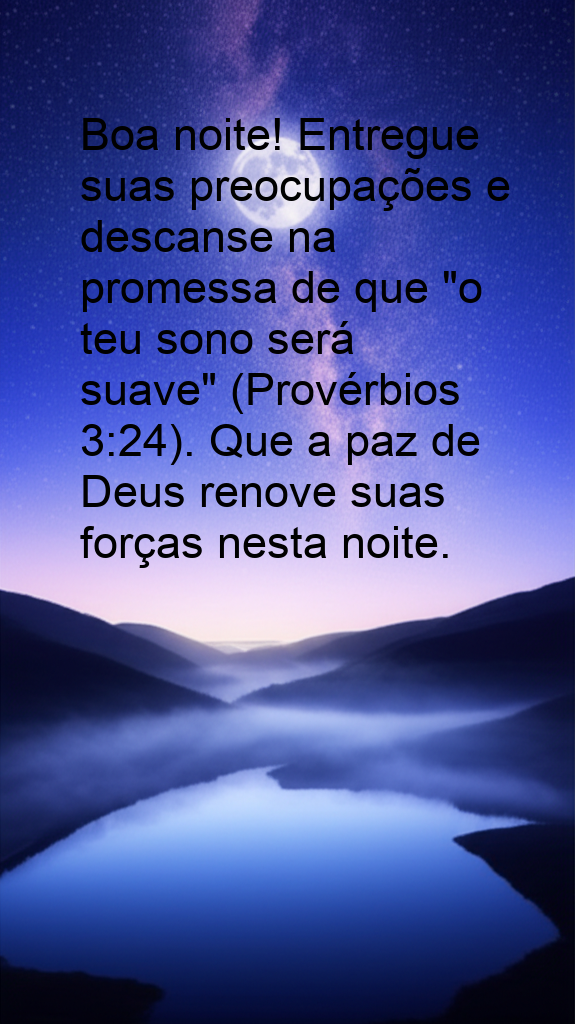 Boa noite! Entregue
suas preocupações e
descanse na
promessa de que "o
teu sono será
suave" (Provérbios
3:24). Que a paz de
Deus renove suas
forças nesta noite.